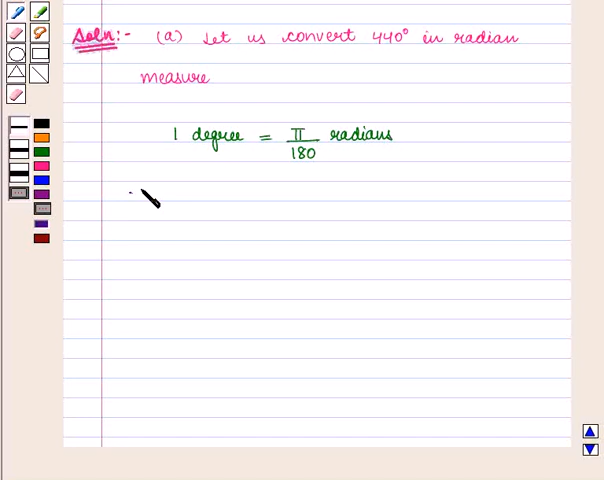 Soln:- (a) Let us convert 440° in radian
measure
1 degree = π/180 radians